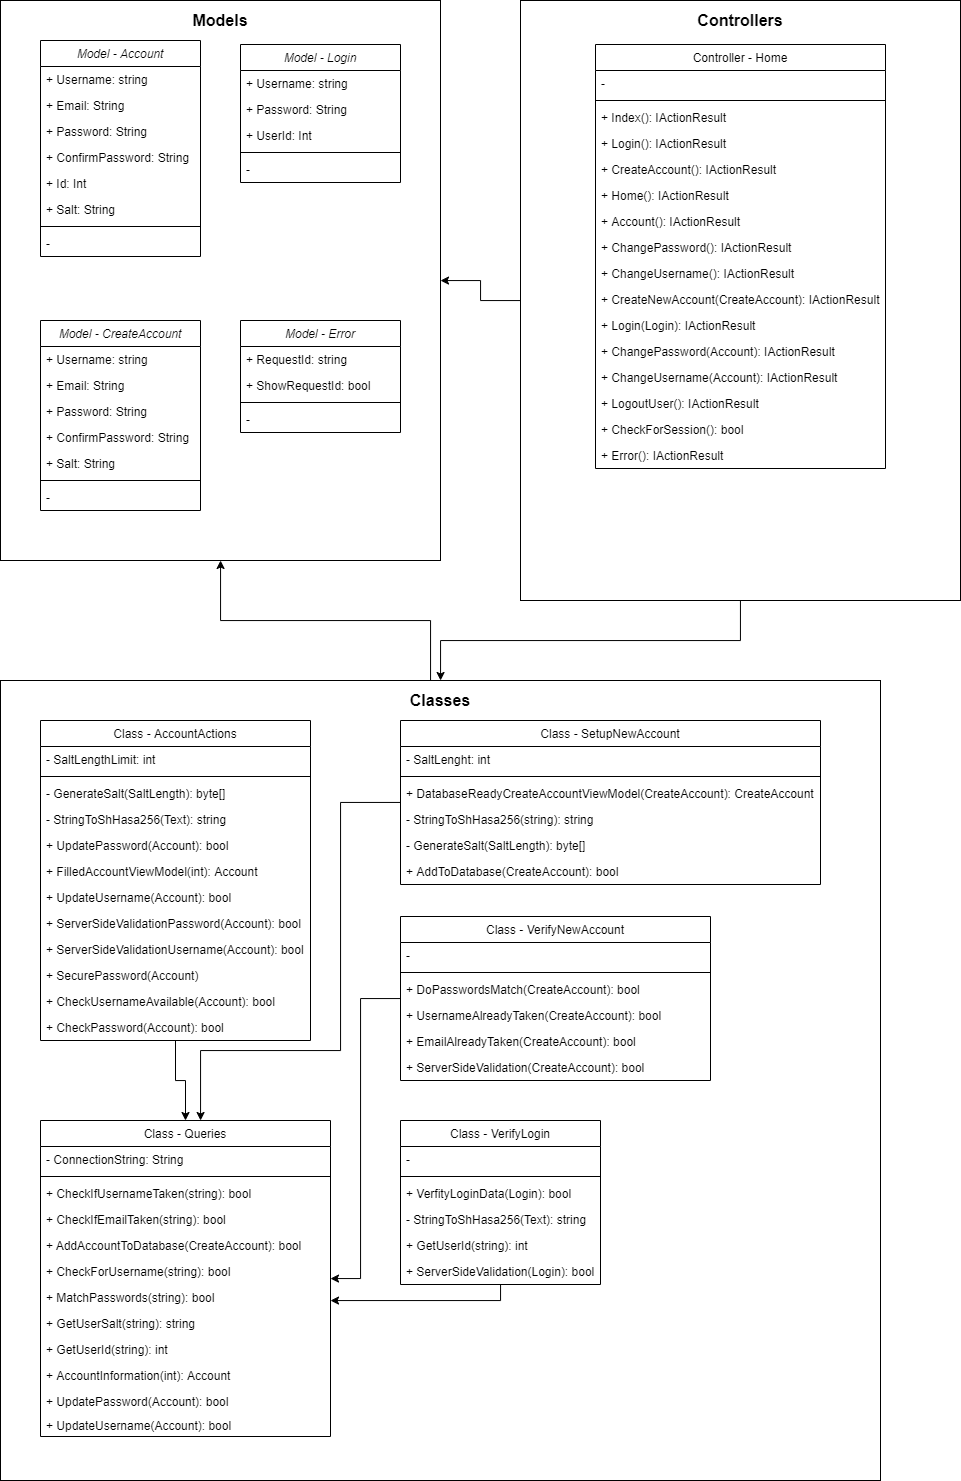 Models
Model - Account
+ Username: string
+ Email: String
+ Password: String
+ ConfirmPassword: String
+ Id: Int
+ Salt: String
-
Model - Login
+ Username: string
+ Password: String
+ UserId: Int
-
Model - CreateAccount
+ Username: string
+ Email: String
+ Password: String
+ ConfirmPassword: String
+ Salt: String
-
Model - Error
+ RequestId: string
+ ShowRequestId: bool
-
Controllers
Controller - Home
-
+ Index(): IActionResult
+ Login(): IActionResult
+ CreateAccount(): IActionResult
+ Home(): IActionResult
+ Account(): IActionResult
+ ChangePassword(): IActionResult
+ ChangeUsername(): IActionResult
+ CreateNewAccount(CreateAccount): IActionResult
+ Login(Login): IActionResult
+ ChangePassword(Account): IActionResult
+ ChangeUsername(Account): IActionResult
+ LogoutUser(): IActionResult
+ CheckForSession(): bool
+ Error(): IActionResult
Classes
Class - AccountActions
- SaltLengthLimit: int
- GenerateSalt(SaltLength): byte[]
- StringToShHasa256(Text): string
+ UpdatePassword(Account): bool
+ FilledAccountViewModel(int): Account
+ UpdateUsername(Account): bool
+ ServerSideValidationPassword(Account): bool
+ ServerSideValidationUsername(Account): bool
+ SecurePassword(Account)
+ CheckUsernameAvailable(Account): bool
+ CheckPassword(Account): bool
Class - SetupNewAccount
- SaltLenght: int
+ DatabaseReadyCreateAccountViewModel(CreateAccount): CreateAccount
- StringToShHasa256(string): string
- GenerateSalt(SaltLength): byte[]
+ AddToDatabase(CreateAccount): bool
Class - VerifyNewAccount
-
+ DoPasswordsMatch(CreateAccount): bool
+ UsernameAlreadyTaken(CreateAccount): bool
+ EmailAlreadyTaken(CreateAccount): bool
+ ServerSideValidation(CreateAccount): bool
Class - Queries
- ConnectionString: String
+ CheckIfUsernameTaken(string): bool
+ CheckIfEmailTaken(string): bool
+ AddAccountToDatabase(CreateAccount): bool
+ CheckForUsername(string): bool
+ MatchPasswords(string): bool
+ GetUserSalt(string): string
+ GetUserId(string): int
+ AccountInformation(int): Account
+ UpdatePassword(Account): bool
+ UpdateUsername(Account): bool
Class - VerifyLogin
-
+ VerfityLoginData(Login): bool
- StringToShHasa256(Text): string
+ GetUserId(string): int
+ ServerSideValidation(Login): bool